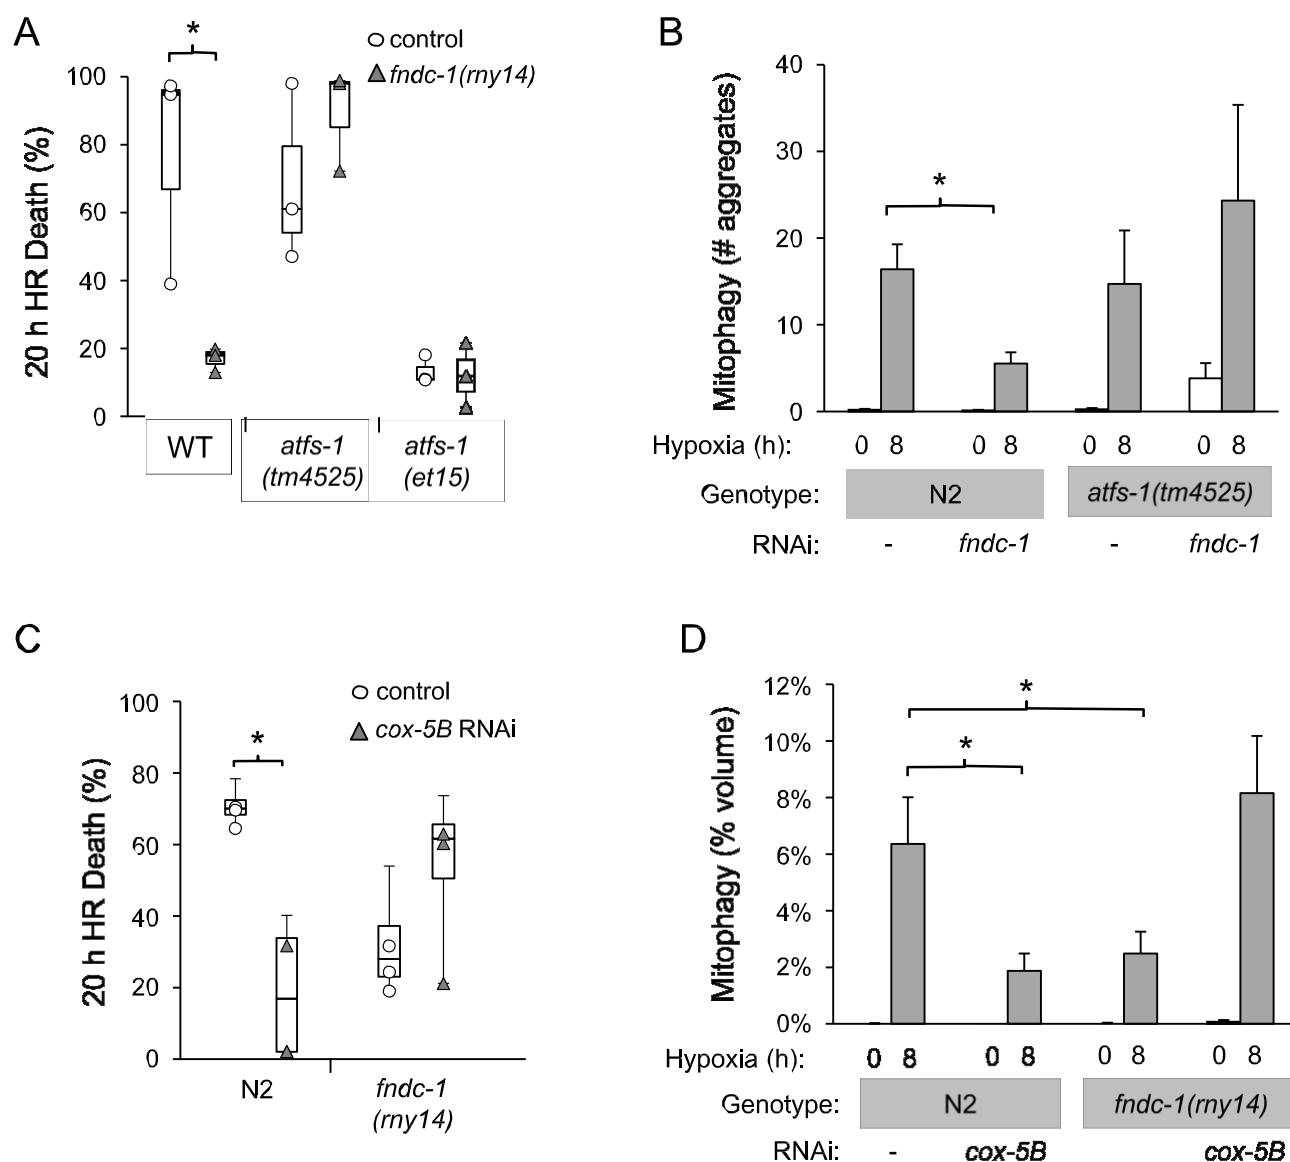 A
*
control
fndc-1(rny14)
20 h HR Death (%)
100
80
60
40
20
0
WT
atfs-1
(tm4525)
atfs-1
(et15)
B
Mitophagy (# aggregates)
40
30
20
10
0
*
Hypoxia (h): 0 8 0 8 0 8 0 8
Genotype: N2 atfs-1(tm4525)
RNAi: - fndc-1 - fndc-1
C
control
cox-5B RNAi
*
20 h HR Death (%)
100
80
60
40
20
0
N2
fndc-1
(rny14)
D
Mitophagy (% volume)
12%
10%
8%
6%
4%
2%
0%
*
*
Hypoxia (h): 0 8 0 8 0 8 0 8
Genotype: N2 fndc-1(rny14)
RNAi: - cox-5B cox-5B